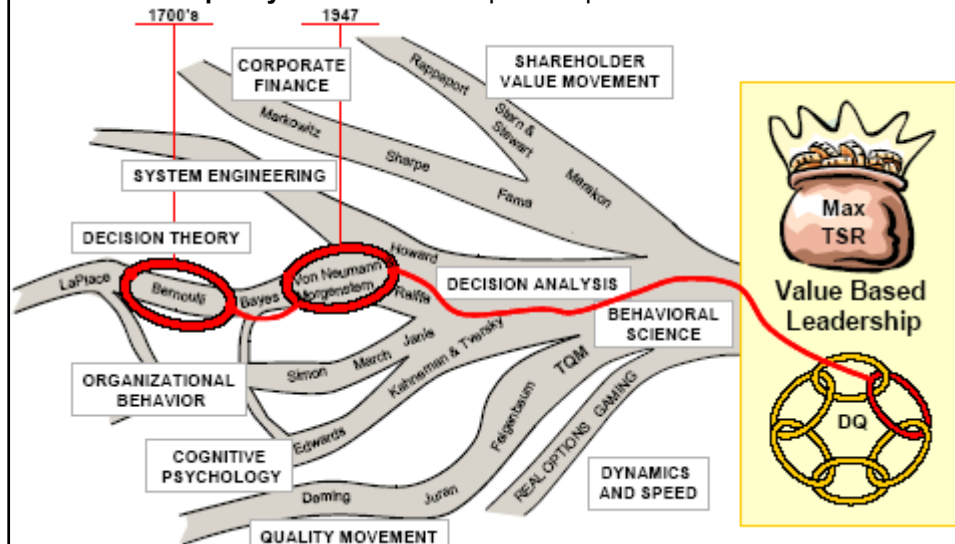 1700's
1947
CORPORATE
FINANCE
SHAREHOLDER
VALUE MOVEMENT
Rappaport
Stern &
Stewart
Marakon
Markowitz
Sharpe
Fama
SYSTEM ENGINEERING
DECISION THEORY
Howard
LaPlace
Bernoulli
Bayes
Von Neumann
Morgenstern
Raiffa
DECISION ANALYSIS
BEHAVIORAL
SCIENCE
Simon
March
Janis
Kahneman & Tversky
ORGANIZATIONAL
BEHAVIOR
Edwards
COGNITIVE
PSYCHOLOGY
Deming
Juran
Feigenbaum
TQM
REAL OPTIONS GAMING
DYNAMICS
AND SPEED
QUALITY MOVEMENT
Max
TSR
Value Based
Leadership
DQ